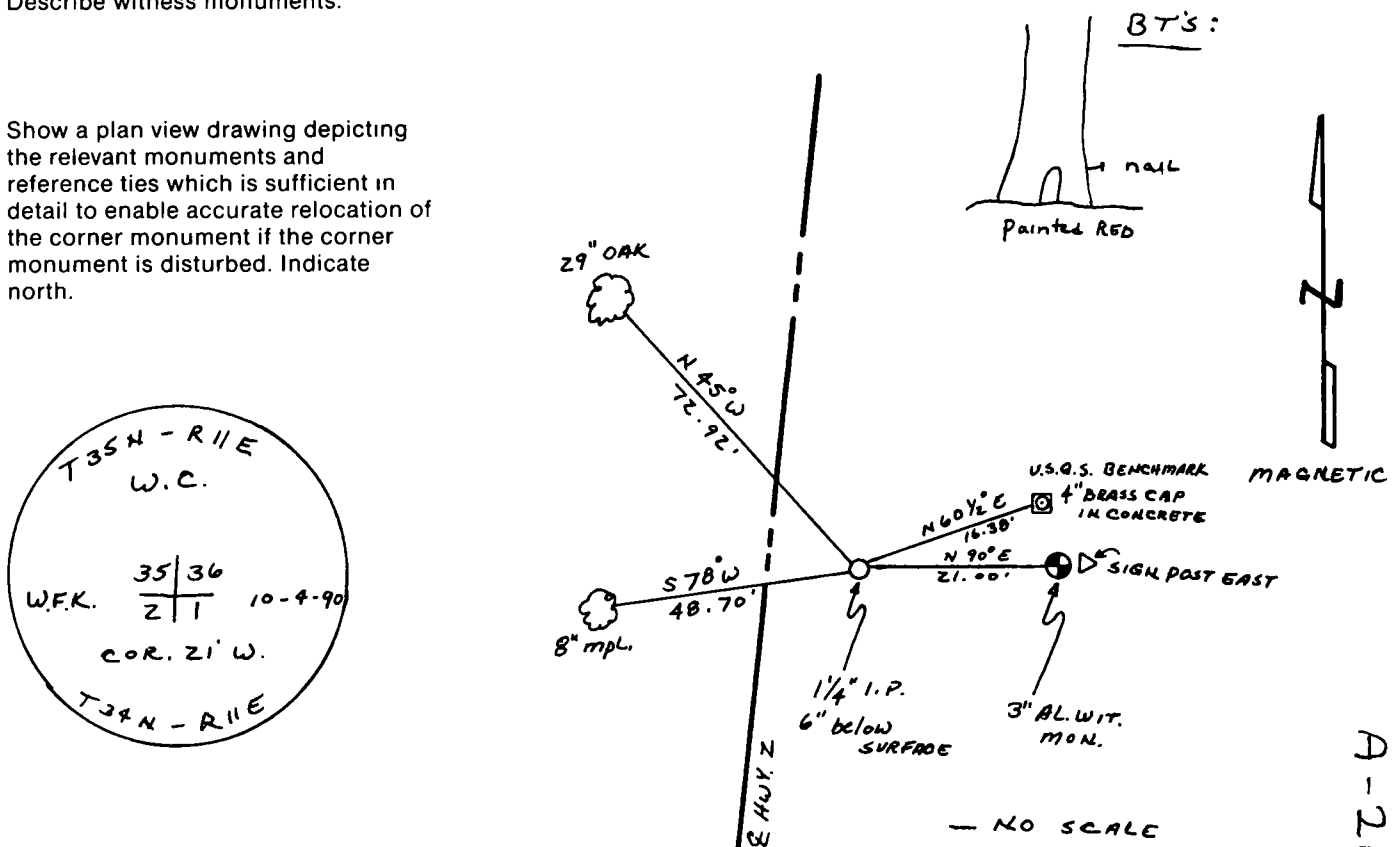 Describe witness monuments.
Show a plan view drawing depicting
the relevant monuments and
reference ties which is sufficient in
detail to enable accurate relocation of
the corner monument if the corner
monument is disturbed. Indicate
north.
BT's:
nail
Painted RED
29" OAK
N 45° W
72.92'
N
MAGNETIC
U.S.G.S. BENCHMARK
4" BRASS CAP
IN CONCRETE
N 60 ½° E
16.38'
N 90° E
21.00'
SIGN POST EAST
S 78° W
48.70'
8" mpl.
1¼" I.P.
6" below
SURFACE
3" AL. WIT.
MON.
HWY. 2
— NO SCALE
T35N - R11E
W.C.
35 36
W.F.K. 10-4-90
2 1
COR. 21' W.
T34N - R11E